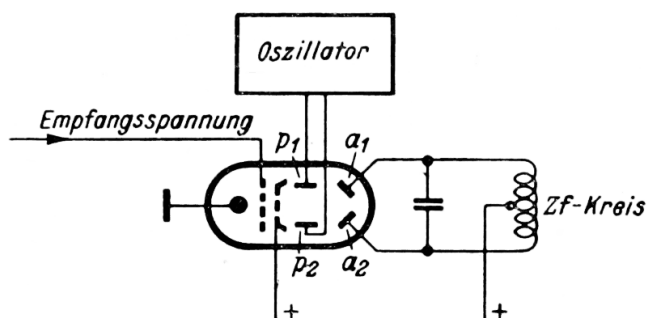 Oszillator
Empfangsspannung
p1
a1
Zf-Kreis
p2
a2
+
+